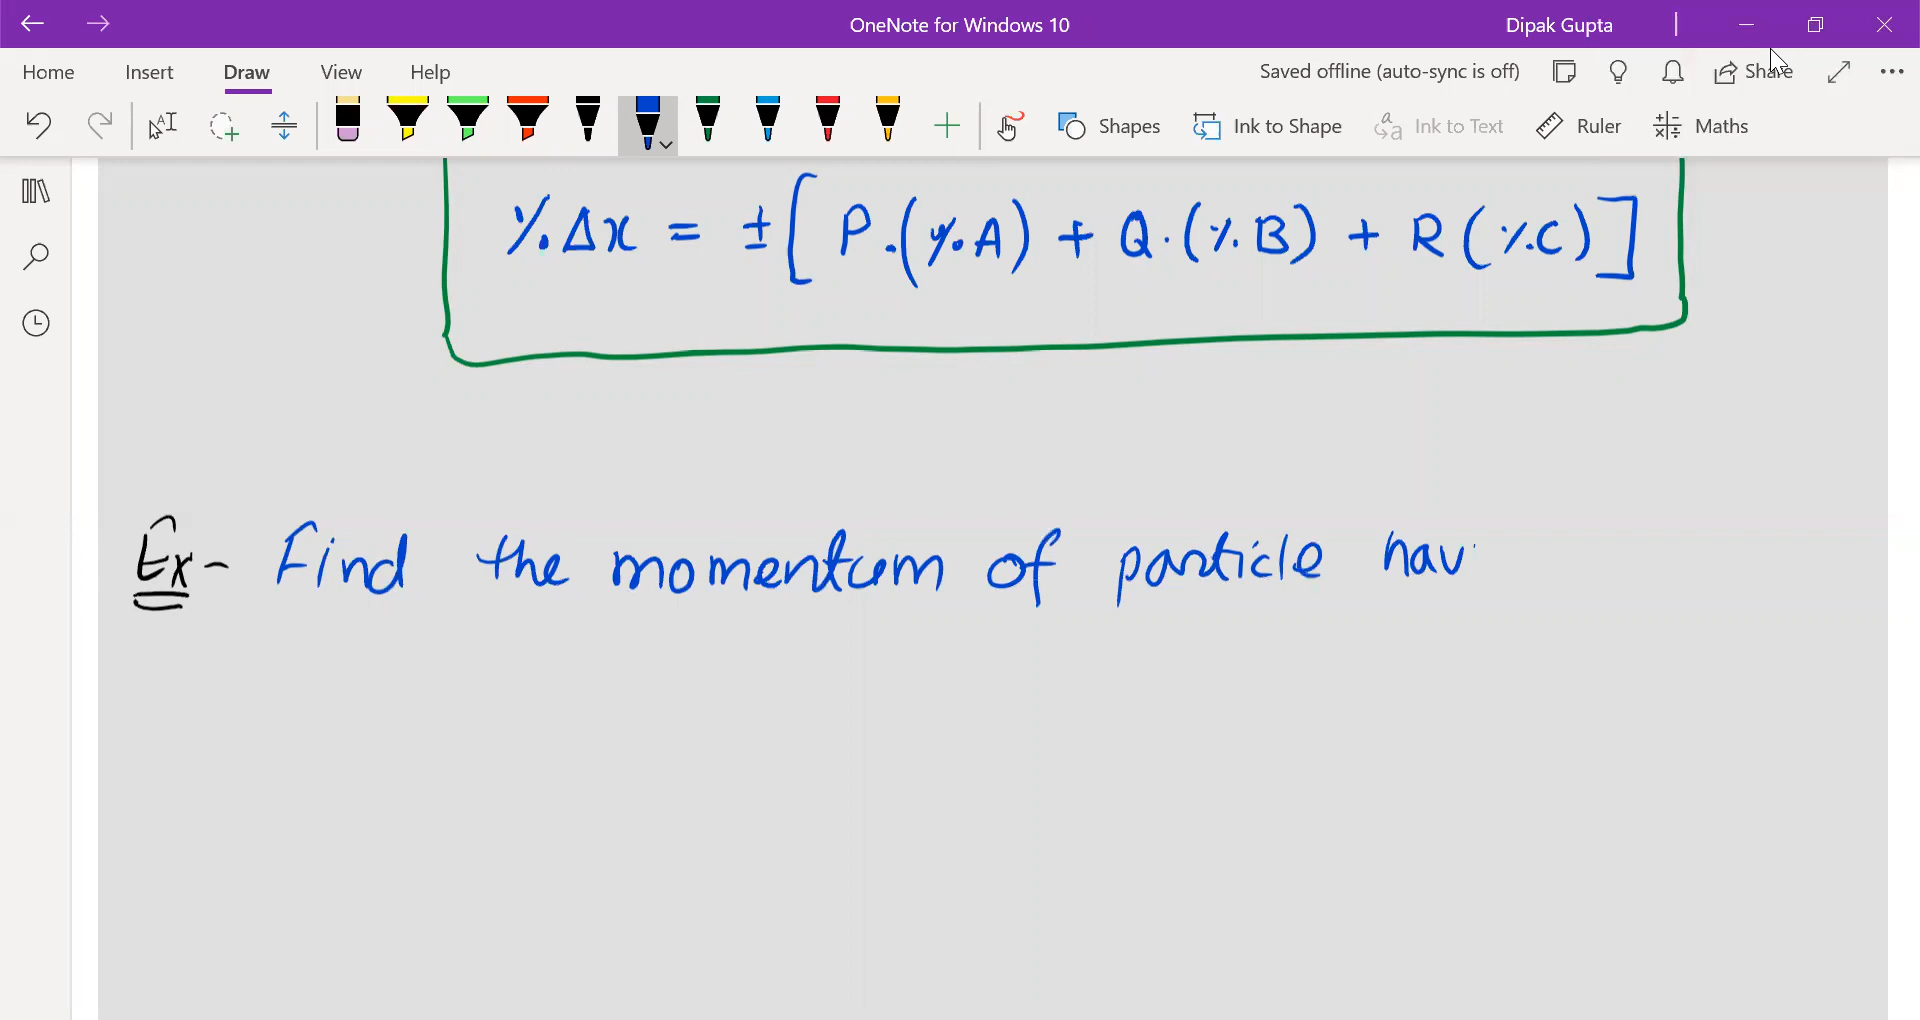 OneNote for Windows 10
Dipak Gupta
Home Insert Draw View Help
Saved offline (auto-sync is off)
Share
Shapes
Ink to Shape
Ink to Text
Ruler
Maths
%Δx = ±[ P.(%A) + Q.(%B) + R(%C)]
Ex- Find the momentum of particle hav